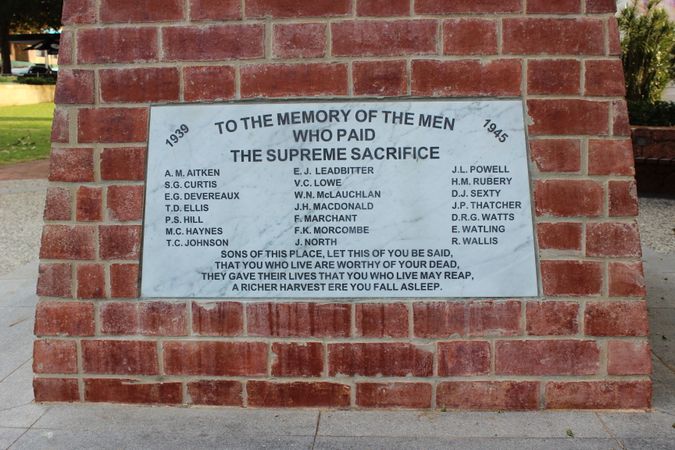 1939 TO THE MEMORY OF THE MEN 1945
WHO PAID
THE SUPREME SACRIFICE
A. M. AITKEN
S.G. CURTIS
E.G. DEVEREAUX
T.D. ELLIS
P.S. HILL
M.C. HAYNES
T.C. JOHNSON
E. J. LEADBITTER
V.C. LOWE
W.N. McLAUCHLAN
J.H. MACDONALD
F. MARCHANT
F.K. MORCOMBE
J. NORTH
J.L. POWELL
H.M. RUBERY
D.J. SEXTY
J.P. THATCHER
D.R.G. WATTS
E. WATLING
R. WALLIS
SONS OF THIS PLACE, LET THIS OF YOU BE SAID,
THAT YOU WHO LIVE ARE WORTHY OF YOUR DEAD,
THEY GAVE THEIR LIVES THAT YOU WHO LIVE MAY REAP,
A RICHER HARVEST ERE YOU FALL ASLEEP.